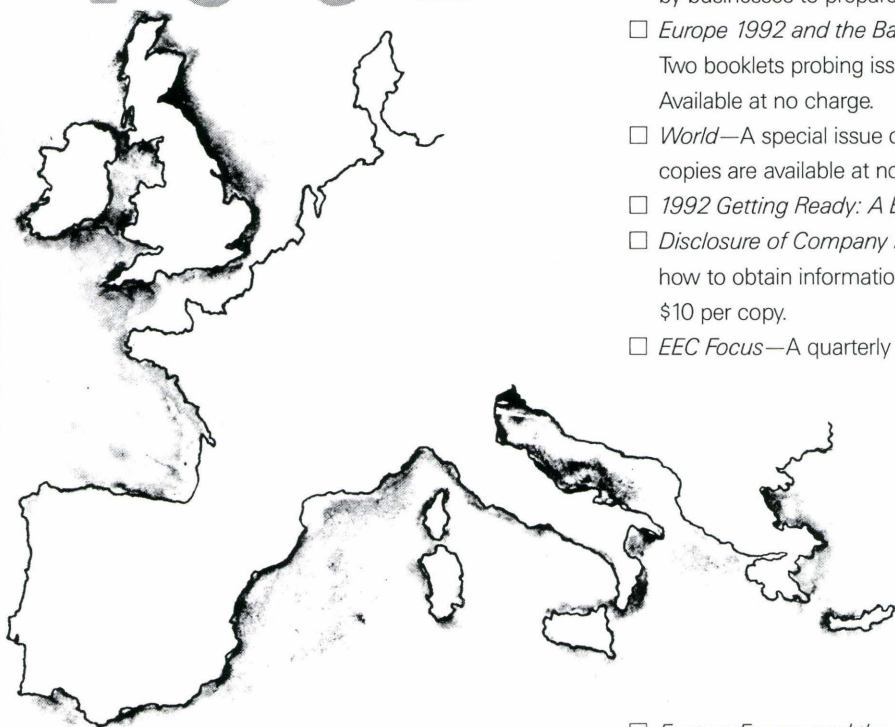 by businesses to prepare
☐ Europe 1992 and the Ba
Two booklets probing iss
Available at no charge.
☐ World—A special issue
copies are available at no
☐ 1992 Getting Ready: A
☐ Disclosure of Company
how to obtain informatio
$10 per copy.
☐ EEC Focus—A quarterly